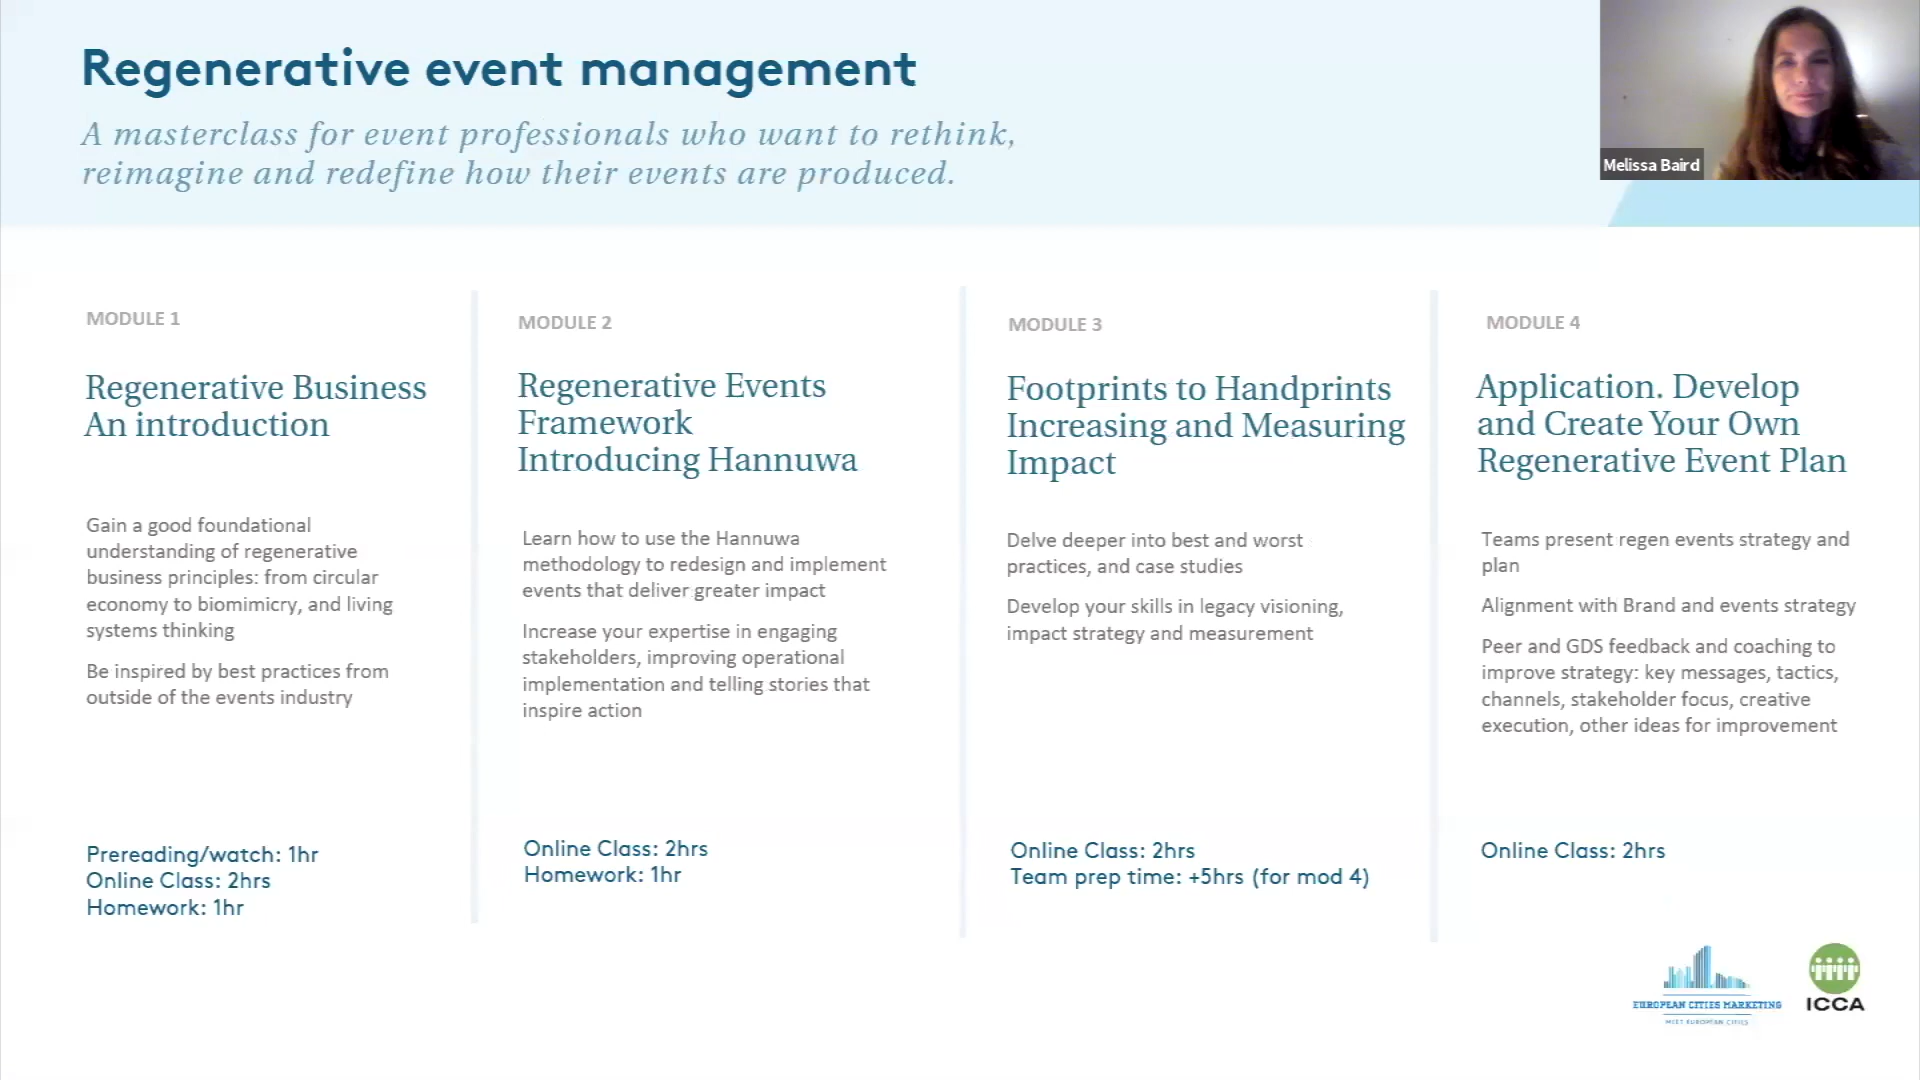 Regenerative event management
A masterclass for event professionals who want to rethink,
reimagine and redefine how their events are produced.
Melissa Baird
MODULE 1
Regenerative Business
An introduction
Gain a good foundational
understanding of regenerative
business principles: from circular
economy to biomimicry, and living
systems thinking
Be inspired by best practices from
outside of the events industry
Prereading/watch: 1hr
Online Class: 2hrs
Homework: 1hr
MODULE 2
Regenerative Events
Framework
Introducing Hannuwa
Learn how to use the Hannuwa
methodology to redesign and implement
events that deliver greater impact
Increase your expertise in engaging
stakeholders, improving operational
implementation and telling stories that
inspire action
Online Class: 2hrs
Homework: 1hr
MODULE 3
Footprints to Handprints
Increasing and Measuring
Impact
Delve deeper into best and worst
practices, and case studies
Develop your skills in legacy visioning,
impact strategy and measurement
Online Class: 2hrs
Team prep time: +5hrs (for mod 4)
MODULE 4
Application. Develop
and Create Your Own
Regenerative Event Plan
Teams present regen events strategy and
plan
Alignment with Brand and events strategy
Peer and GDS feedback and coaching to
improve strategy: key messages, tactics,
channels, stakeholder focus, creative
execution, other ideas for improvement
Online Class: 2hrs
EUROPEAN CITIES MARKETING
MEET EUROPEAN CITIES
ICCA